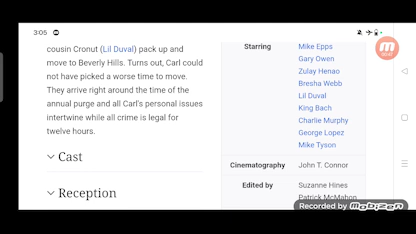 3:05
cousin Cronut (Lil Duval) pack up and
move to Beverly Hills. Turns out, Carl could
not have picked a worse time to move.
They arrive right around the time of the
annual purge and all Carl's personal issues
intertwine while all crime is legal for
twelve hours.
Cast
Reception
Starring
Mike Epps
Gary Owen
Zulay Henao
Bresha Webb
Lil Duval
King Bach
Charlie Murphy
George Lopez
Mike Tyson
Cinematography John T. Connor
Edited by Suzanne Hines
Patrick McMahon
Recorded by MOBIZEN